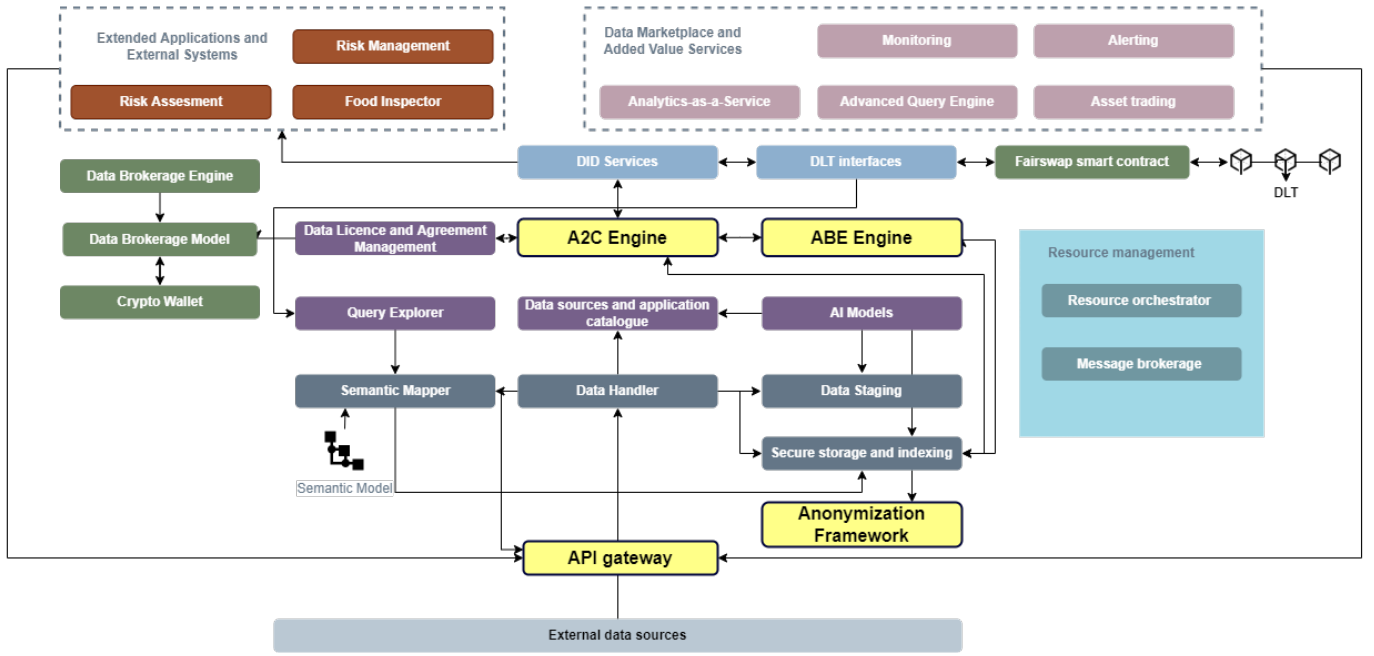 Extended Applications and
External Systems
Risk Management
Risk Assesment
Food Inspector
Data Marketplace and
Added Value Services
Monitoring
Alerting
Analytics-as-a-Service
Advanced Query Engine
Asset trading
DID Services
DLT interfaces
Fairswap smart contract
DLT
Data Brokerage Engine
Data Brokerage Model
Crypto Wallet
Data Licence and Agreement
Management
A2C Engine
ABE Engine
Resource management
Resource orchestrator
Message brokerage
Query Explorer
Data sources and application
catalogue
AI Models
Semantic Mapper
Data Handler
Data Staging
Secure storage and indexing
Semantic Model
Anonymization
Framework
API gateway
External data sources